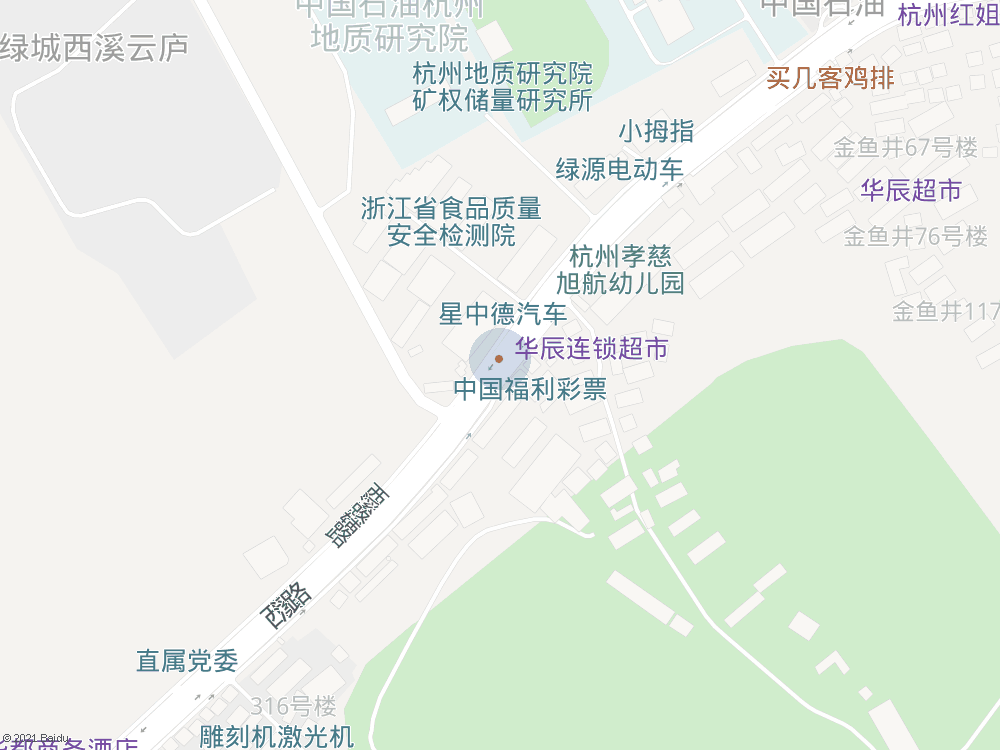 中国石油杭州
地质研究院
中国石油
杭州红姐
绿城西溪云庐
杭州地质研究院
矿权储量研究所
买几客鸡排
小拇指
金鱼井67号楼
绿源电动车
华辰超市
浙江省食品质量
安全检测院
金鱼井76号楼
杭州孝慈
旭航幼儿园
星中德汽车
金鱼井117
华辰连锁超市
中国福利彩票
西溪路
直属党委
316号楼
雕刻机激光机
都商务酒店
© 2021 Baidu